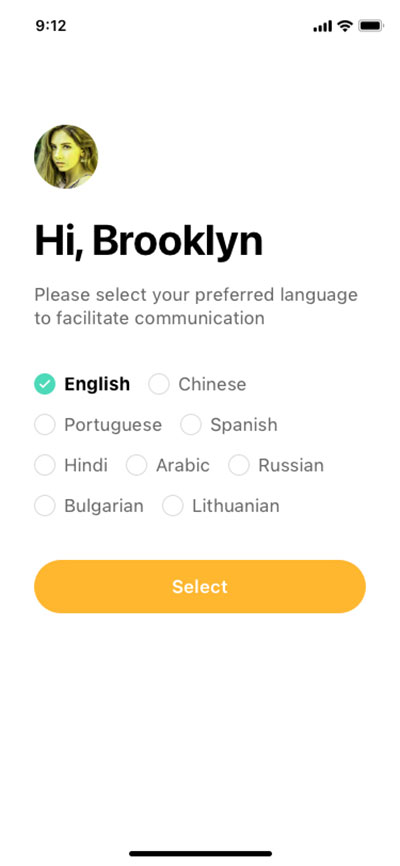 9:12
Hi, Brooklyn
Please select your preferred language
to facilitate communication
English Chinese
Portuguese Spanish
Hindi Arabic Russian
Bulgarian Lithuanian
Select